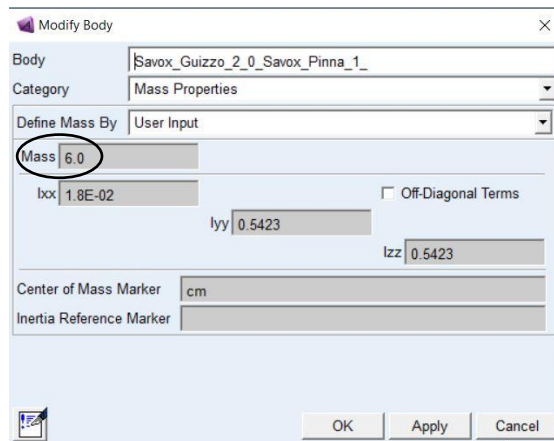 Modify Body
Body Savox_Guizzo_2_0_Savox_Pinna_1_
Category Mass Properties
Define Mass By User Input
Mass 6.0
Ixx 1.8E-02 Off-Diagonal Terms
Iyy 0.5423
Izz 0.5423
Center of Mass Marker cm
Inertia Reference Marker
OK Apply Cancel